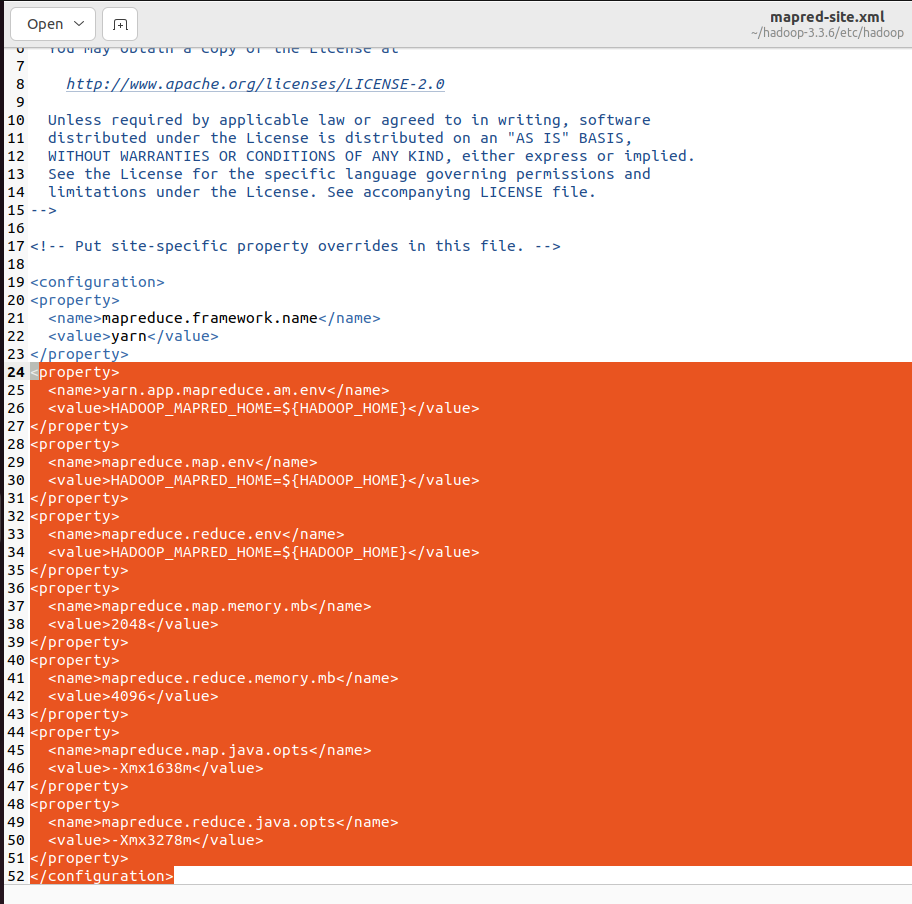 Open
mapred-site.xml
~/hadoop-3.3.6/etc/hadoop
6 You may obtain a copy of the License at
7
8 http://www.apache.org/licenses/LICENSE-2.0
9
10 Unless required by applicable law or agreed to in writing, software
11 distributed under the License is distributed on an "AS IS" BASIS,
12 WITHOUT WARRANTIES OR CONDITIONS OF ANY KIND, either express or implied.
13 See the License for the specific language governing permissions and
14 limitations under the License. See accompanying LICENSE file.
15 -->
16
17 <!-- Put site-specific property overrides in this file. -->
18
19 <configuration>
20 <property>
21   <name>mapreduce.framework.name</name>
22   <value>yarn</value>
23 </property>
24 <property>
25   <name>yarn.app.mapreduce.am.env</name>
26   <value>HADOOP_MAPRED_HOME=${HADOOP_HOME}</value>
27 </property>
28 <property>
29   <name>mapreduce.map.env</name>
30   <value>HADOOP_MAPRED_HOME=${HADOOP_HOME}</value>
31 </property>
32 <property>
33   <name>mapreduce.reduce.env</name>
34   <value>HADOOP_MAPRED_HOME=${HADOOP_HOME}</value>
35 </property>
36 <property>
37   <name>mapreduce.map.memory.mb</name>
38   <value>2048</value>
39 </property>
40 <property>
41   <name>mapreduce.reduce.memory.mb</name>
42   <value>4096</value>
43 </property>
44 <property>
45   <name>mapreduce.map.java.opts</name>
46   <value>-Xmx1638m</value>
47 </property>
48 <property>
49   <name>mapreduce.reduce.java.opts</name>
50   <value>-Xmx3278m</value>
51 </property>
52 </configuration>